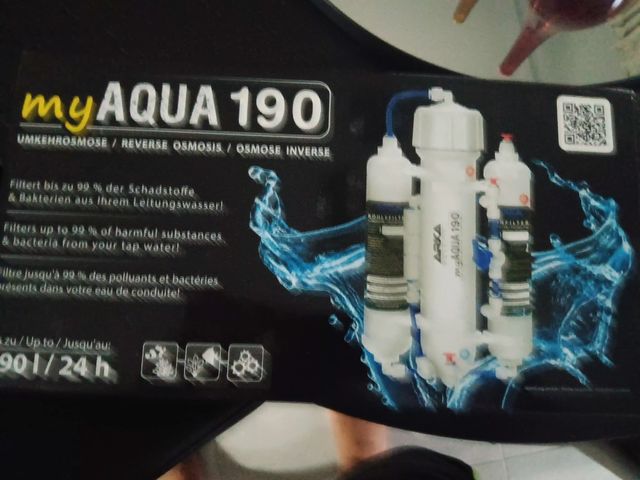 myAQUA 190
UMKEHROSMOSE / REVERSE OSMOSIS / OSMOSE INVERSE
Filtert bis zu 99 % der Schadstoffe
& Bakterien aus Ihrem Leitungswasser!
Filters up to 99 % of harmful substances
& bacteria from your tap water!
filtre jusqu'à 99 % des polluants et bactéries
présents dans votre eau de conduite!
zu / Up to / Jusqu'au:
90 l / 24 h
ARKA
myAQUA 190